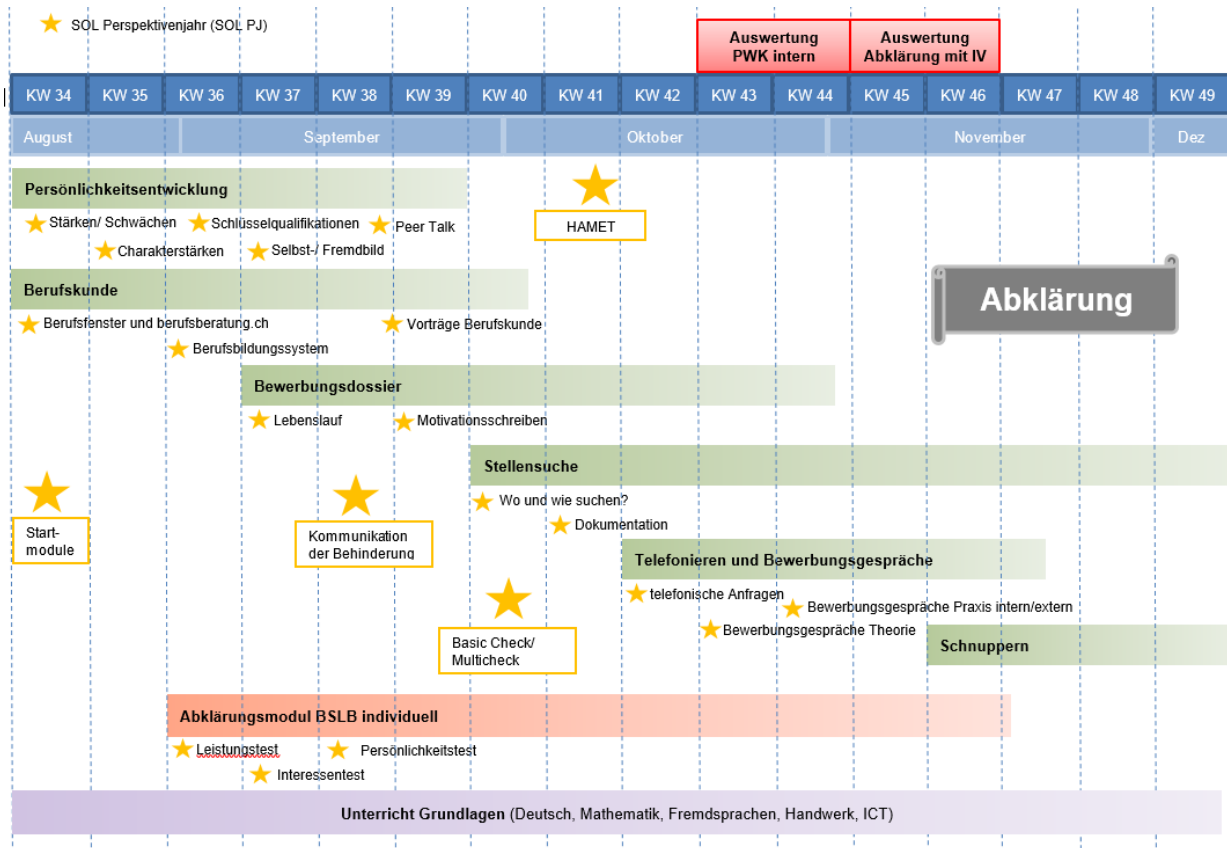 SOL Perspektivenjahr (SOL PJ)
Auswertung
PWK intern
Auswertung
Abklärung mit IV
KW 34 KW 35 KW 36 KW 37 KW 38 KW 39 KW 40 KW 41 KW 42 KW 43 KW 44 KW 45 KW 46 KW 47 KW 48 KW 49
August September Oktober November Dez
Persönlichkeitsentwicklung
Stärken/ Schwächen Schlüsselqualifikationen Peer Talk
Charakterstärken Selbst-/ Fremdbild
HAMET
Berufskunde
Abklärung
Berufsfenster und berufsberatung.ch Vorträge Berufskunde
Berufsbildungssystem
Bewerbungsdossier
Lebenslauf Motivationsschreiben
Stellensuche
Wo und wie suchen?
Dokumentation
Start-
module
Kommunikation
der Behinderung
Telefonieren und Bewerbungsgespräche
telefonische Anfragen
Bewerbungsgespräche Praxis intern/extern
Bewerbungsgespräche Theorie
Basic Check/
Multicheck
Schnuppern
Abklärungsmodul BSLB individuell
Leistungstest Persönlichkeitstest
Interessentest
Unterricht Grundlagen (Deutsch, Mathematik, Fremdsprachen, Handwerk, ICT)